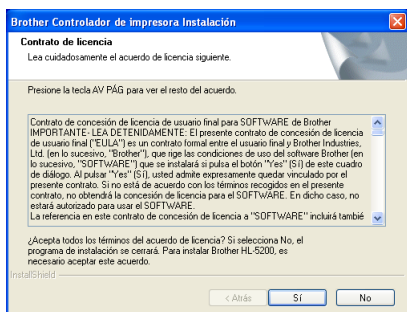 Brother Controlador de impresora Instalación
Contrato de licencia
Lea cuidadosamente el acuerdo de licencia siguiente.
Presione la tecla AV PÁG para ver el resto del acuerdo.
Contrato de concesión de licencia de usuario final para SOFTWARE de Brother
IMPORTANTE- LEA DETENIDAMENTE: El presente contrato de concesión de licencia
de usuario final ("EULA") es un contrato formal entre el usuario final y Brother Industries,
Ltd. (en lo sucesivo, "Brother"), que rige las condiciones de uso del software Brother (en
lo sucesivo, "SOFTWARE") que se instalará si pulsa el botón "Yes" (Sí) de este cuadro
de diálogo. Al pulsar "Yes" (Sí), usted admite expresamente quedar vinculado por el
presente contrato. Si no está de acuerdo con los términos recogidos en el presente
contrato, no obtendrá la concesión de licencia para el SOFTWARE. En dicho caso, no
estará autorizado para usar el SOFTWARE.
La referencia en este contrato de concesión de licencia a "SOFTWARE" incluirá tambié
¿Acepta todos los términos del acuerdo de licencia? Si selecciona No, el
programa de instalación se cerrará. Para instalar Brother HL-5200, es
necesario aceptar este acuerdo.
InstallShield
< Atrás
Sí
No